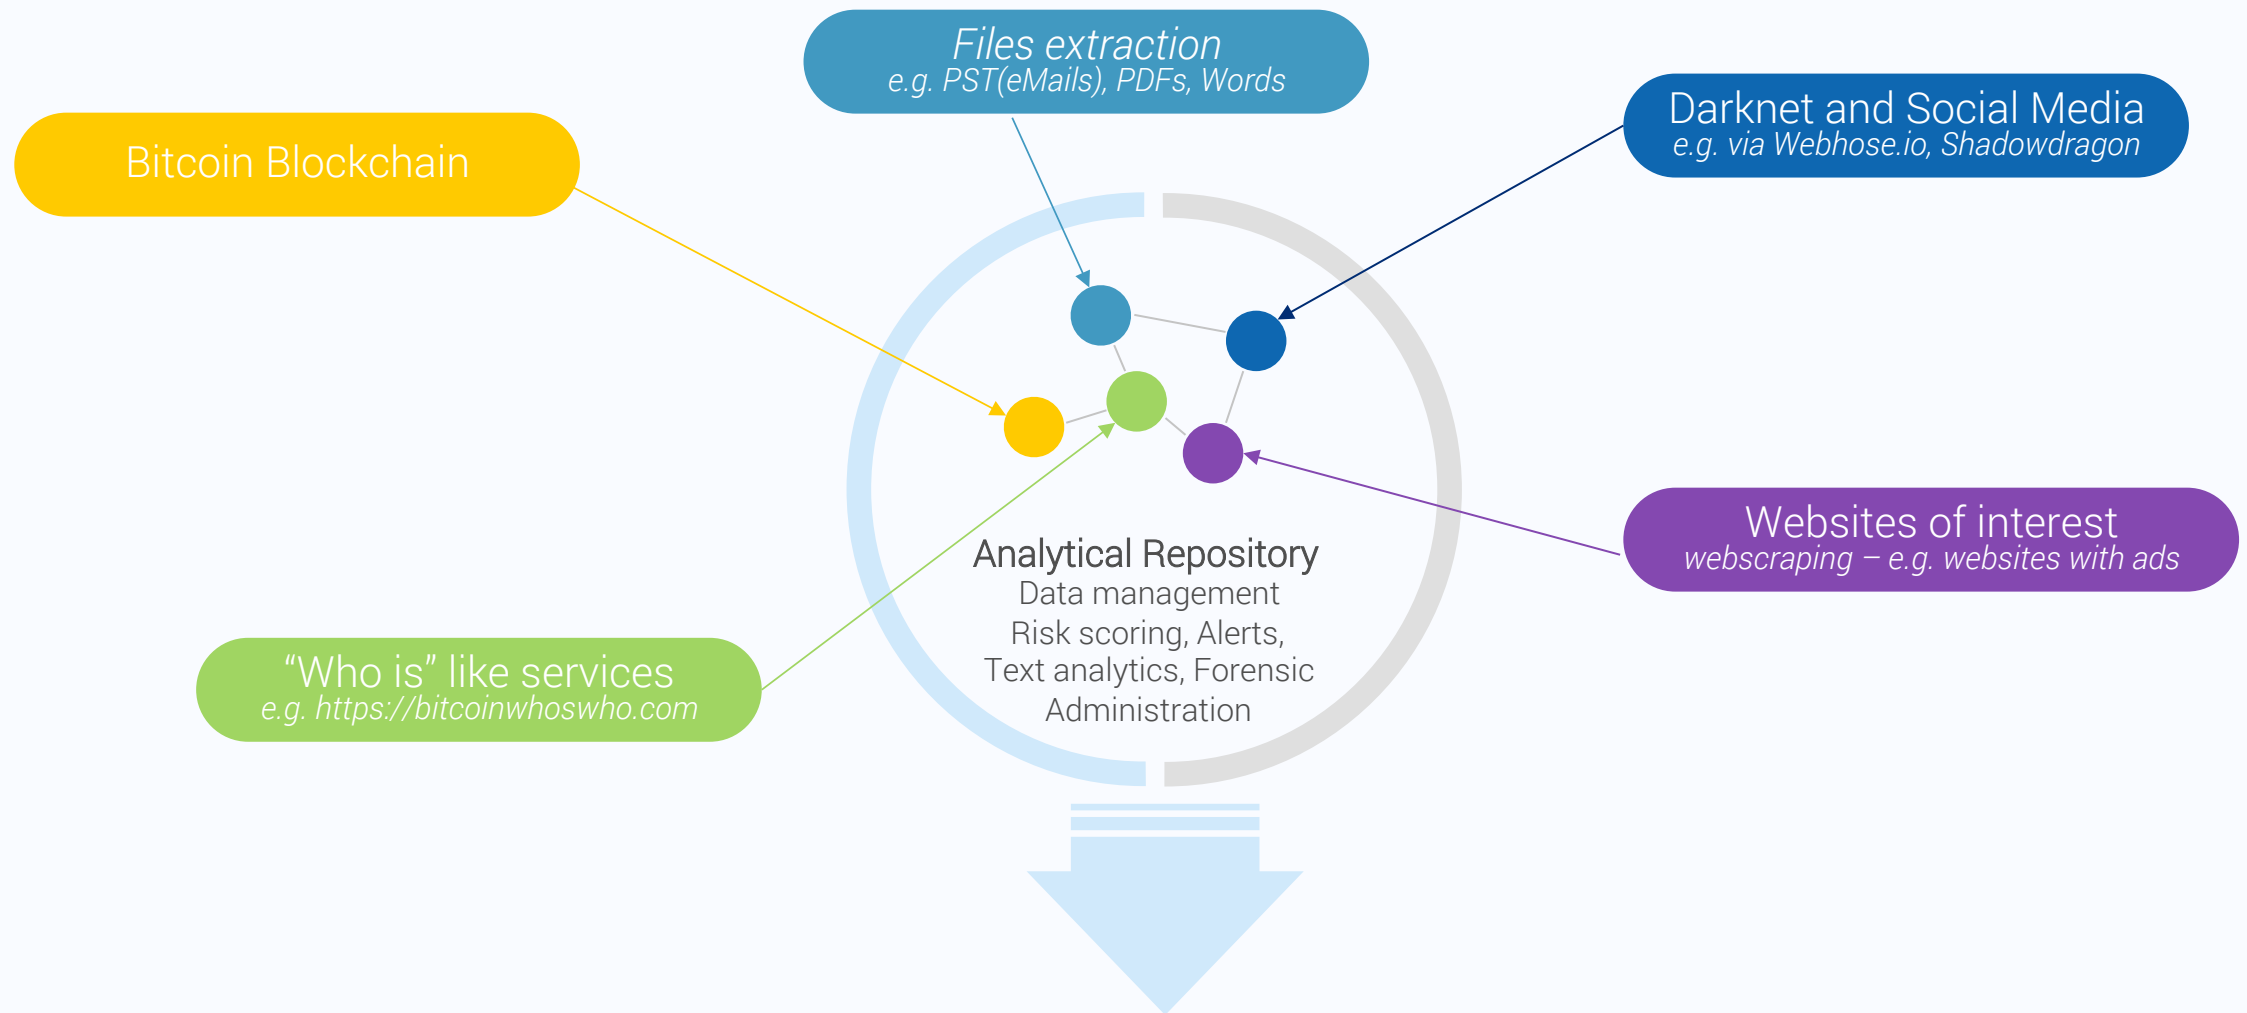 Files extraction
e.g. PST(eMails), PDFs, Words
Darknet and Social Media
e.g. via Webhose.io, Shadowdragon
Bitcoin Blockchain
Websites of interest
webscraping – e.g. websites with ads
Analytical Repository
Data management
Risk scoring, Alerts,
Text analytics, Forensic
Administration
“Who is” like services
e.g. https://bitcoinwhoswho.com